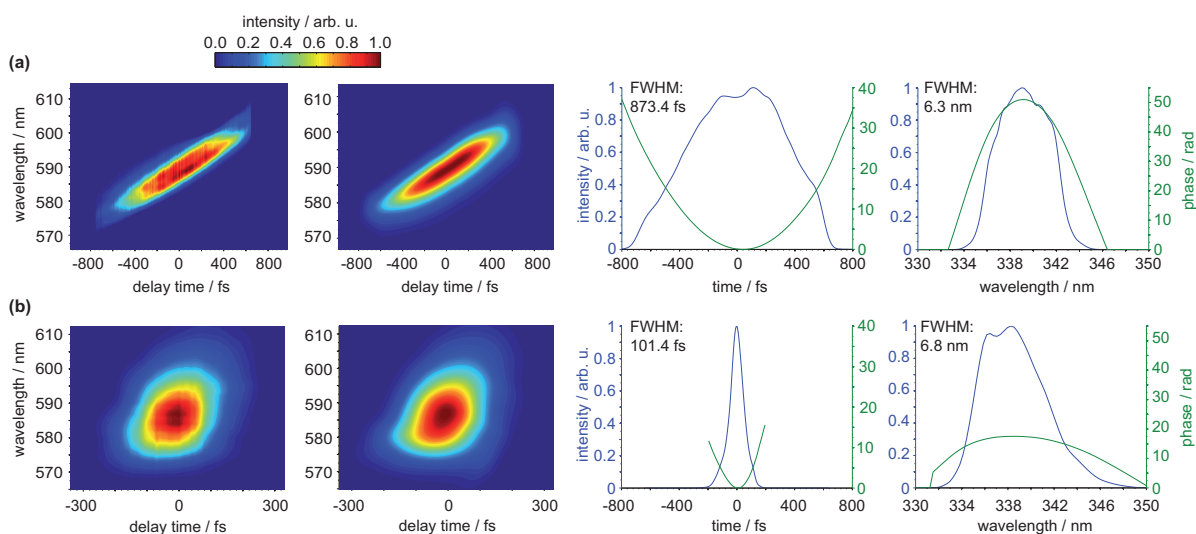 intensity / arb. u.
0.0 0.2 0.4 0.6 0.8 1.0
(a)
wavelength / nm
610
600
590
580
570
-800 -400 0 400 800
delay time / fs
610
600
590
580
570
-800 -400 0 400 800
delay time / fs
FWHM:
873.4 fs
intensity / arb. u.
1
0.8
0.6
0.4
0.2
0
40
30
20
10
0
-800 -400 0 400 800
time / fs
FWHM:
6.3 nm
1
0.8
0.6
0.4
0.2
0
50
40
30
20
10
0
phase / rad
330 334 338 342 346 350
wavelength / nm
(b)
wavelength / nm
610
600
590
580
570
-300 0 300
delay time / fs
610
600
590
580
570
-300 0 300
delay time / fs
FWHM:
101.4 fs
intensity / arb. u.
1
0.8
0.6
0.4
0.2
0
40
30
20
10
0
-800 -400 0 400 800
time / fs
FWHM:
6.8 nm
1
0.8
0.6
0.4
0.2
0
50
40
30
20
10
0
phase / rad
330 334 338 342 346 350
wavelength / nm